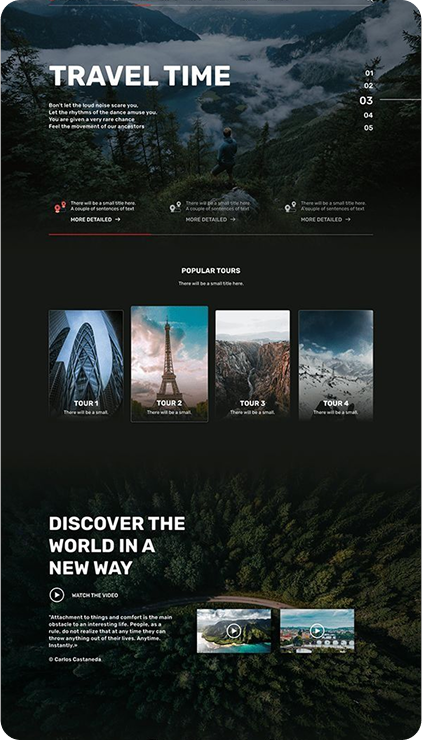 TRAVEL TIME
Don't let the loud noise scare you.
Let the rhythms of the dance amuse you.
You are given a very rare chance
Feel the movement of our ancestors
01
02
03
04
05
There will be a small title here.
A couple of sentences of text
MORE DETAILED →
There will be a small title here.
A couple of sentences of text
MORE DETAILED →
There will be a small title here.
A couple of sentences of text
MORE DETAILED →
POPULAR TOURS
There will be a small title here.
TOUR 1
There will be a small.
TOUR 2
There will be a small.
TOUR 3
There will be a small.
TOUR 4
There will be a small.
DISCOVER THE
WORLD IN A
NEW WAY
WATCH THE VIDEO
"Attachment to things and comfort is the main
obstacle to an interesting life. People, as a
rule, do not realize that at any time they can
throw anything out of their lives. Anytime.
Instantly.»
© Carlos Castaneda